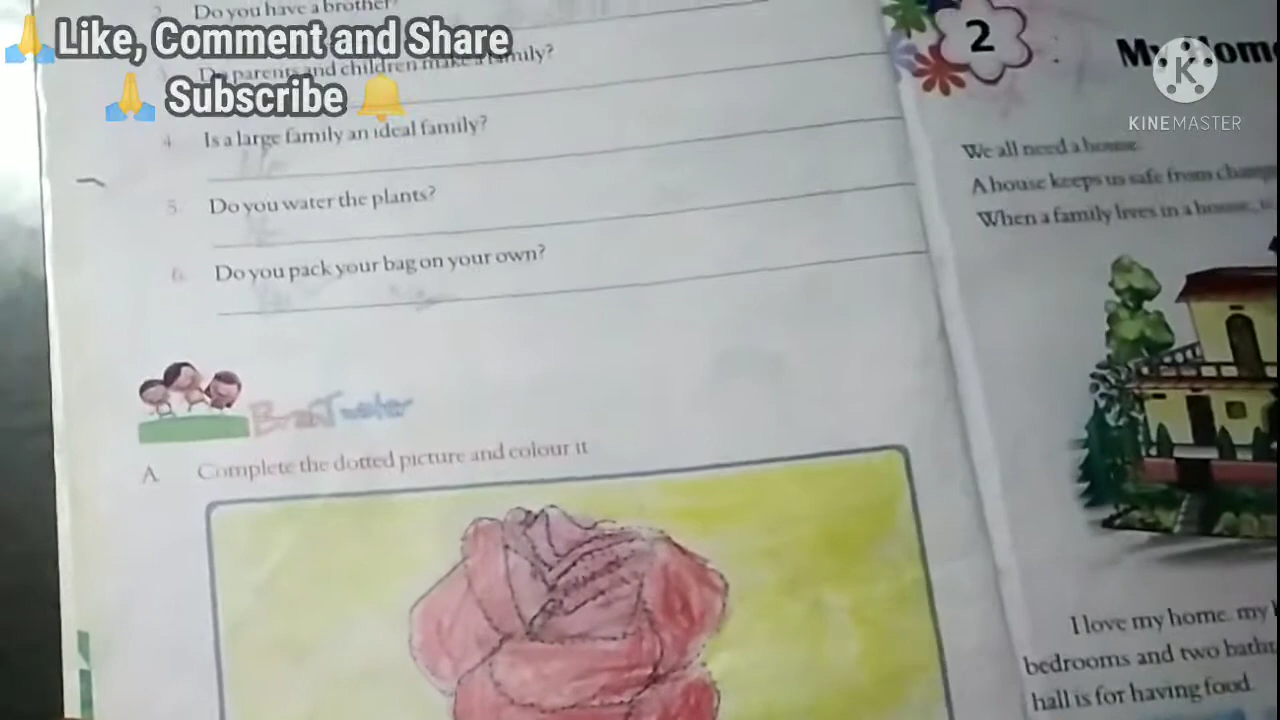 2. Do you have a brother?
🙏Like, Comment and Share
Do parents and children make a family?
🙏 Subscribe 🔔
4. Is a large family an ideal family?
5. Do you water the plants?
6. Do you pack your bag on your own?
A Complete the dotted picture and colour it
2
My Home
KINEMASTER
We all need a house.
A house keeps us safe from
When a family lives in a house,
I love my home. my
bedrooms and two
hall is for having food.